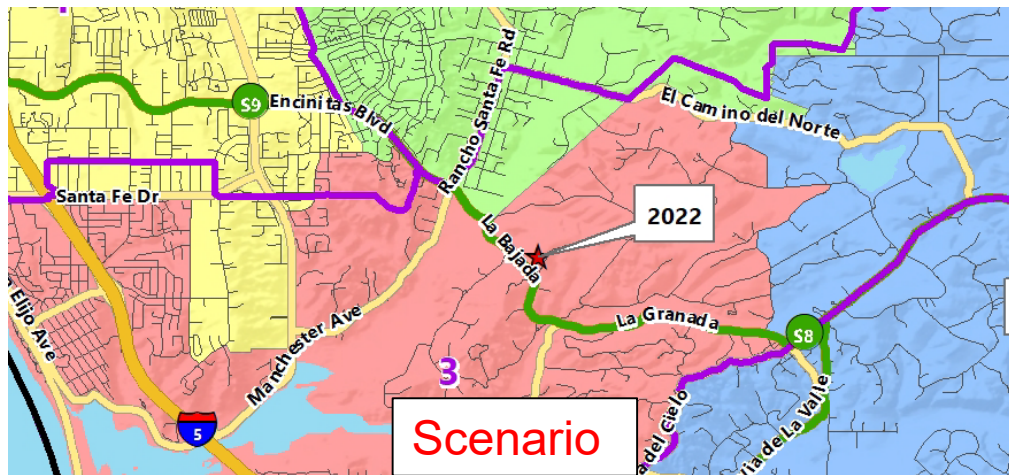 S9
Encinitas Blvd
Rancho Santa Fe Rd
El Camino del Norte
Santa Fe Dr
La Bajada
2022
n Elijo Ave
Manchester Ave
La Granada
S8
3
5
Scenario
a del Cielo
ia de La Valle